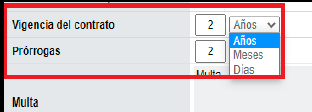 Vigencia del contrato 2 Años
Años
Prórrogas 2 Meses
Días
Multa
Multa